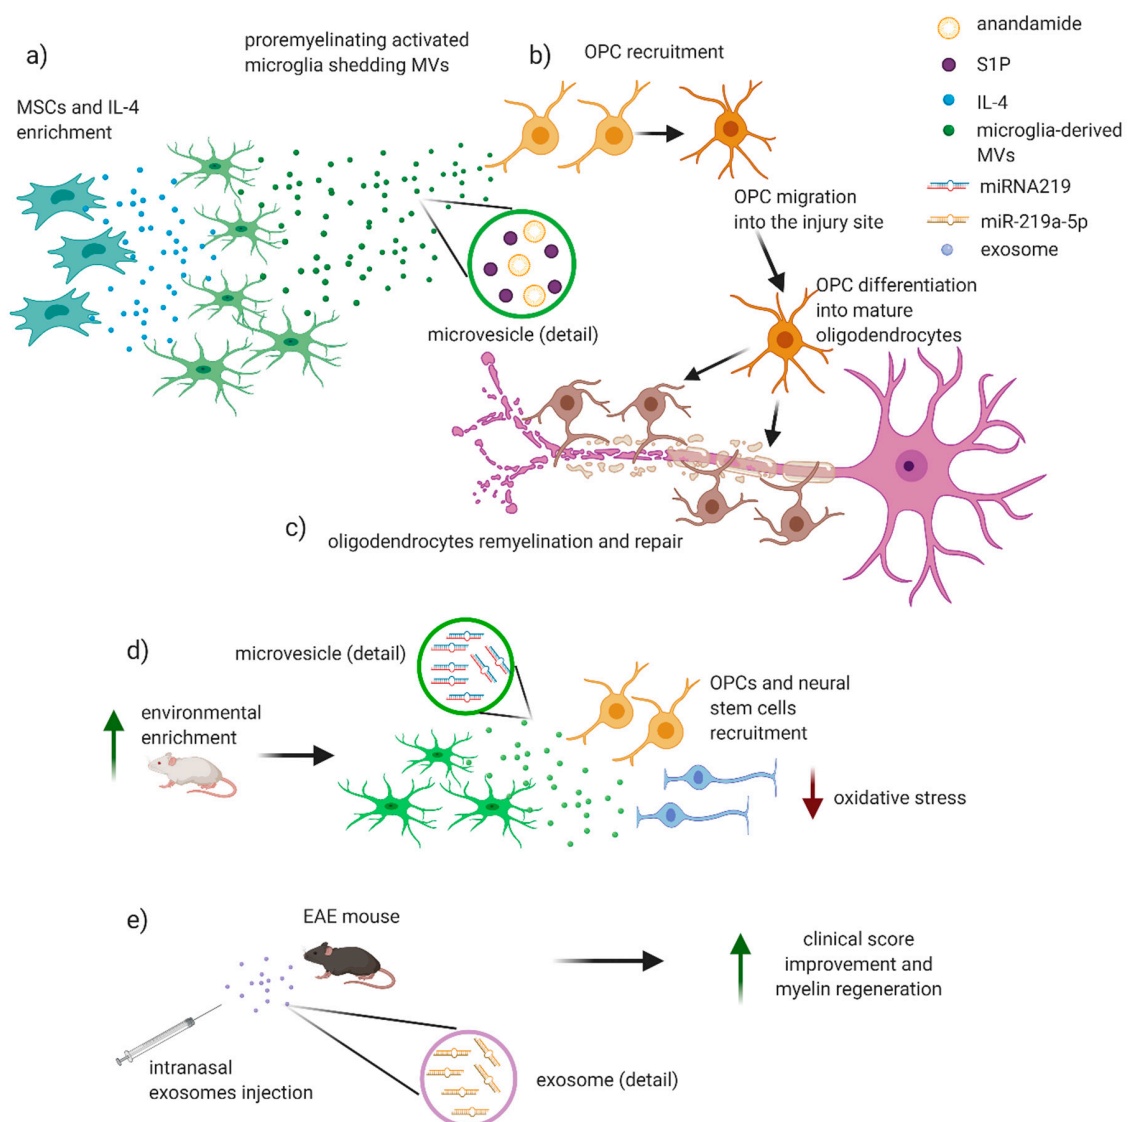 a)
proremyelinating activated
microglia shedding MVs
MSCs and IL-4
enrichment
microvesicle (detail)
b)
OPC recruitment
OPC migration
into the injury site
OPC differentiation
into mature
oligodendrocytes
anandamide
S1P
IL-4
microglia-derived
MVs
miRNA219
miR-219a-5p
exosome
c)
oligodendrocytes remyelination and repair
d)
microvesicle (detail)
environmental
enrichment
OPCs and neural
stem cells
recruitment
oxidative stress
e)
EAE mouse
intranasal
exosomes injection
exosome (detail)
clinical score
improvement and
myelin regeneration